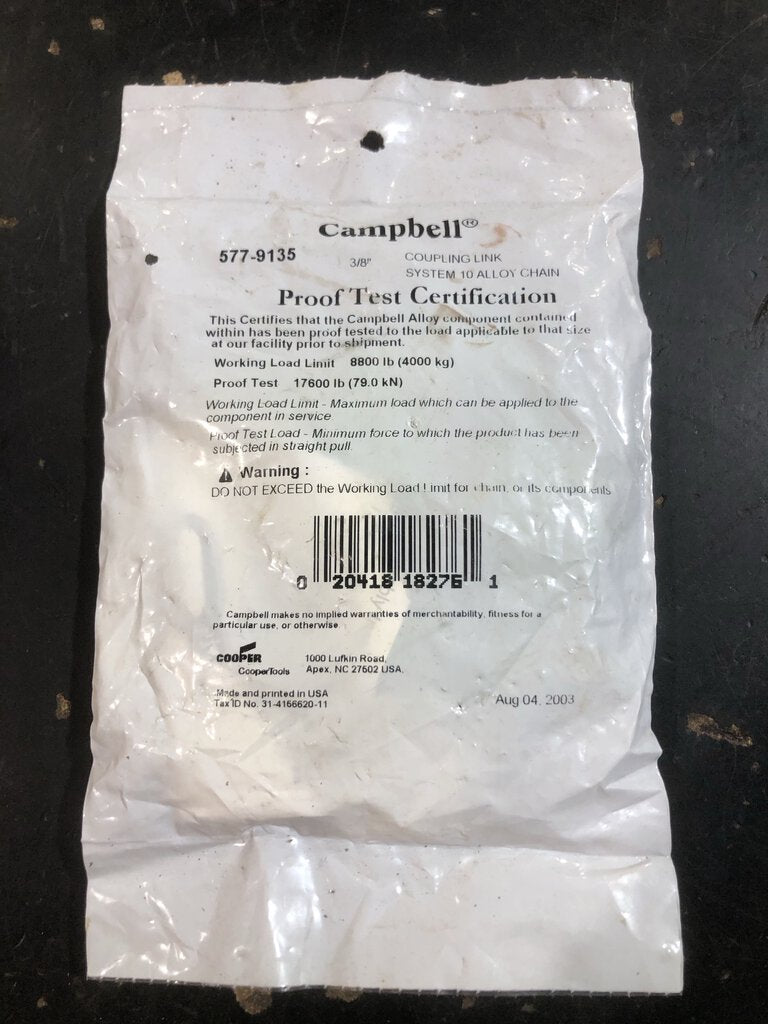 Campbell®
577-9135 3/8" COUPLING LINK
SYSTEM 10 ALLOY CHAIN
Proof Test Certification
This Certifies that the Campbell Alloy component contained
within has been proof tested to the load applicable to that size
at our facility prior to shipment.
Working Load Limit 8800 lb (4000 kg)
Proof Test 17600 lb (79.0 kN)
Working Load Limit - Maximum load which can be applied to the
component in service
Proof Test Load - Minimum force to which the product has been
subjected in straight pull.
Warning :
DO NOT EXCEED the Working Load Limit for chain, or its components
0 20418 18276 1
Campbell makes no implied warranties of merchantability, fitness for a
particular use, or otherwise.
COOPER 1000 Lufkin Road,
CooperTools Apex, NC 27602 USA.
Made and printed in USA
Tax ID No. 31-4156620-11 Aug 04, 2003